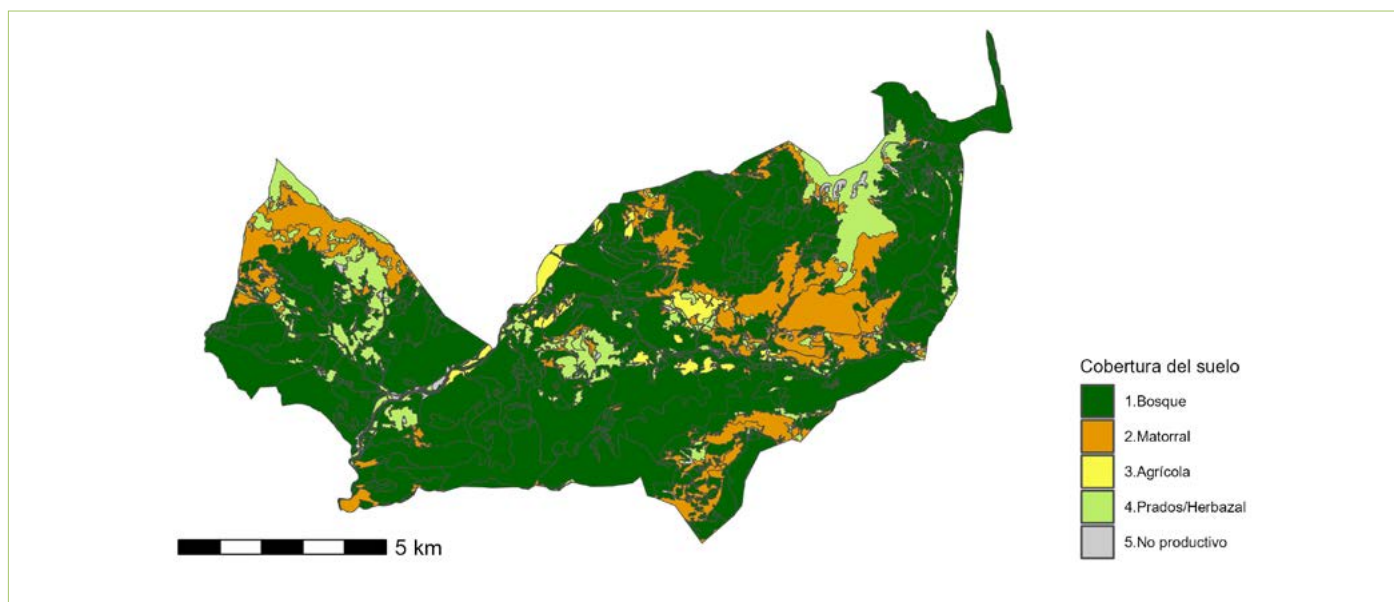 Cobertura del suelo
1.Bosque
2.Matorral
3.Agrícola
4.Prados/Herbazal
5.No productivo
5 km